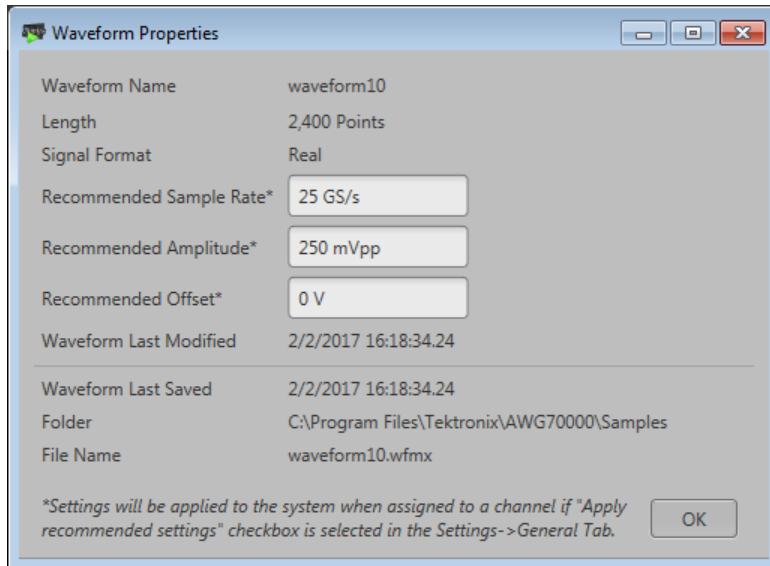 Waveform Properties
Waveform Name waveform10
Length 2,400 Points
Signal Format Real
Recommended Sample Rate* 25 GS/s
Recommended Amplitude* 250 mVpp
Recommended Offset* 0 V
Waveform Last Modified 2/2/2017 16:18:34.24
Waveform Last Saved 2/2/2017 16:18:34.24
Folder C:\Program Files\Tektronix\AWG70000\Samples
File Name waveform10.wfmx
*Settings will be applied to the system when assigned to a channel if "Apply
recommended settings" checkbox is selected in the Settings->General Tab.
OK